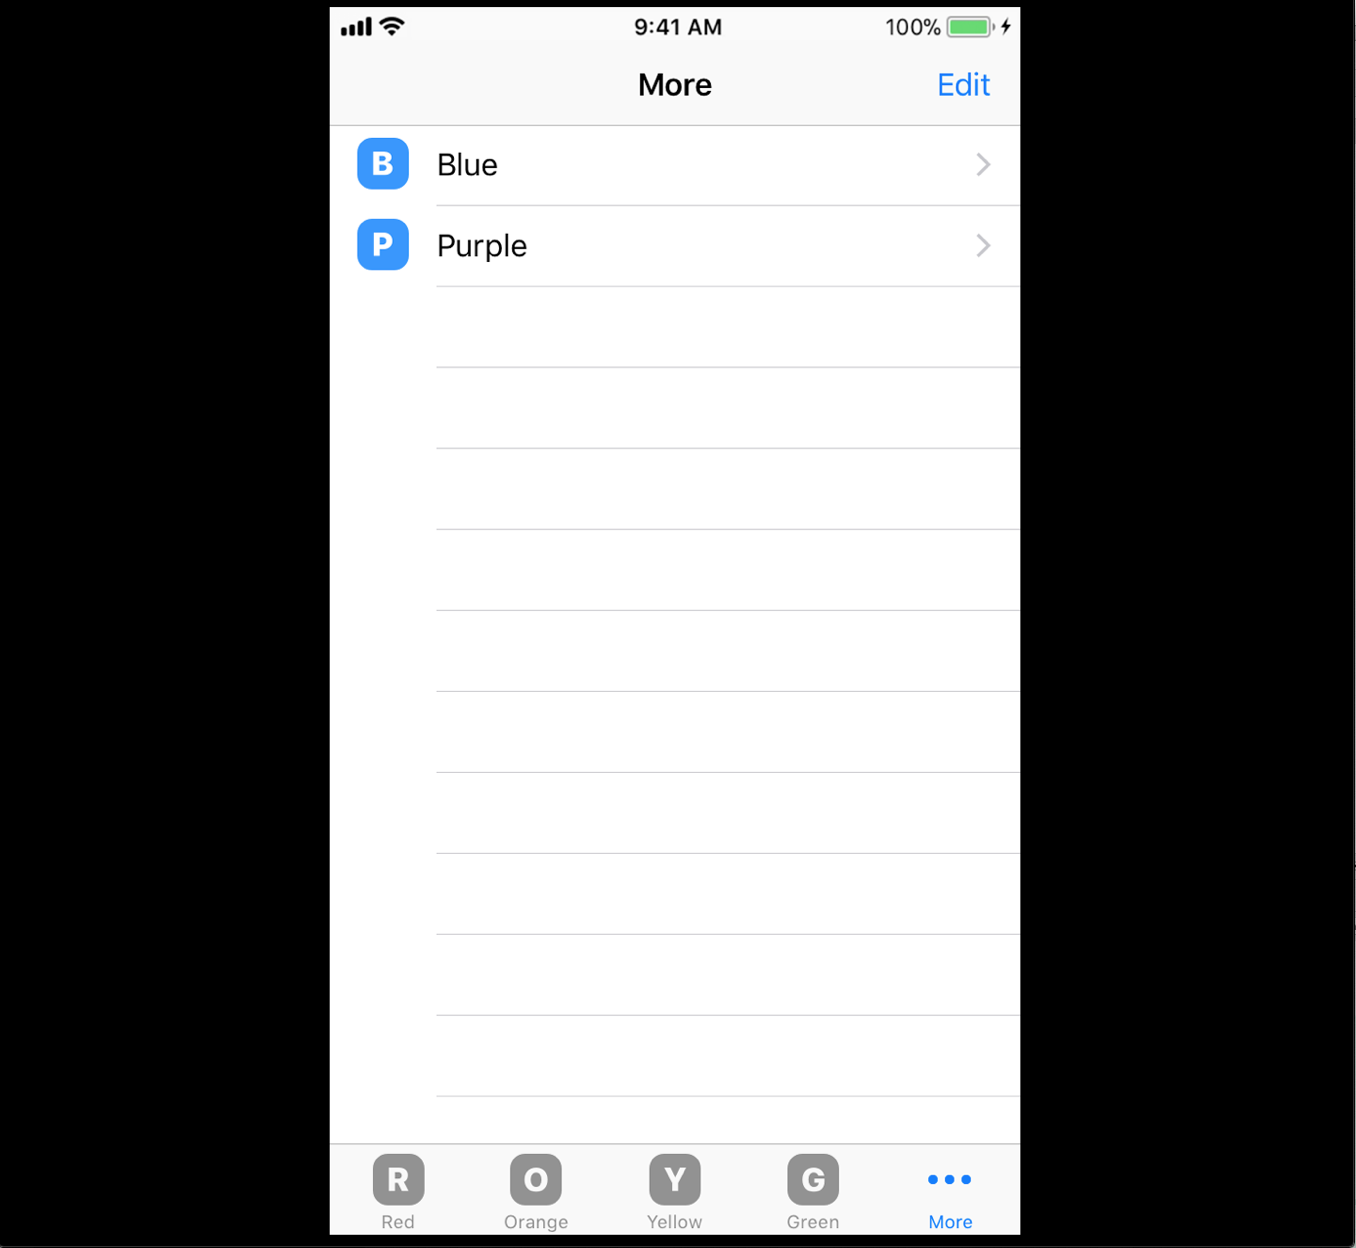 9:41 AM 100%
More Edit
B Blue
P Purple
R O Y G
Red Orange Yellow Green More